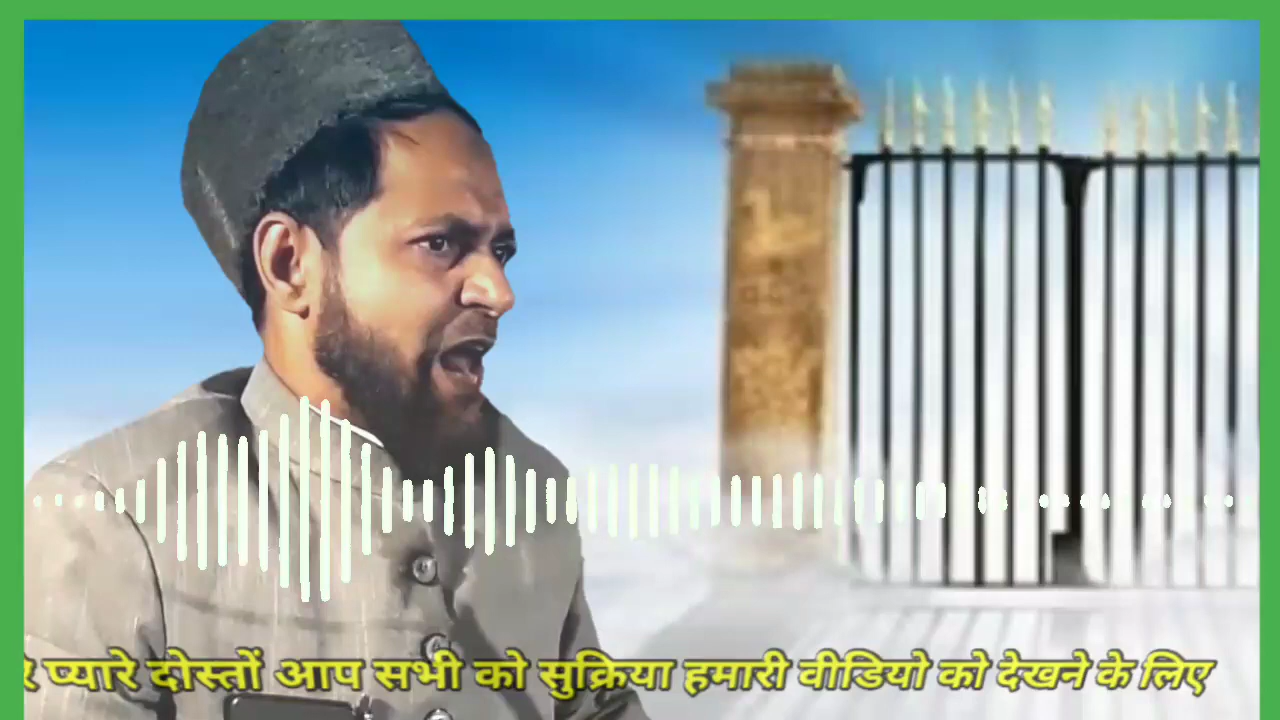 प्यारे दोस्तों आप सभी को सुक्रिया हमारी वीडियो को देखने के लिए